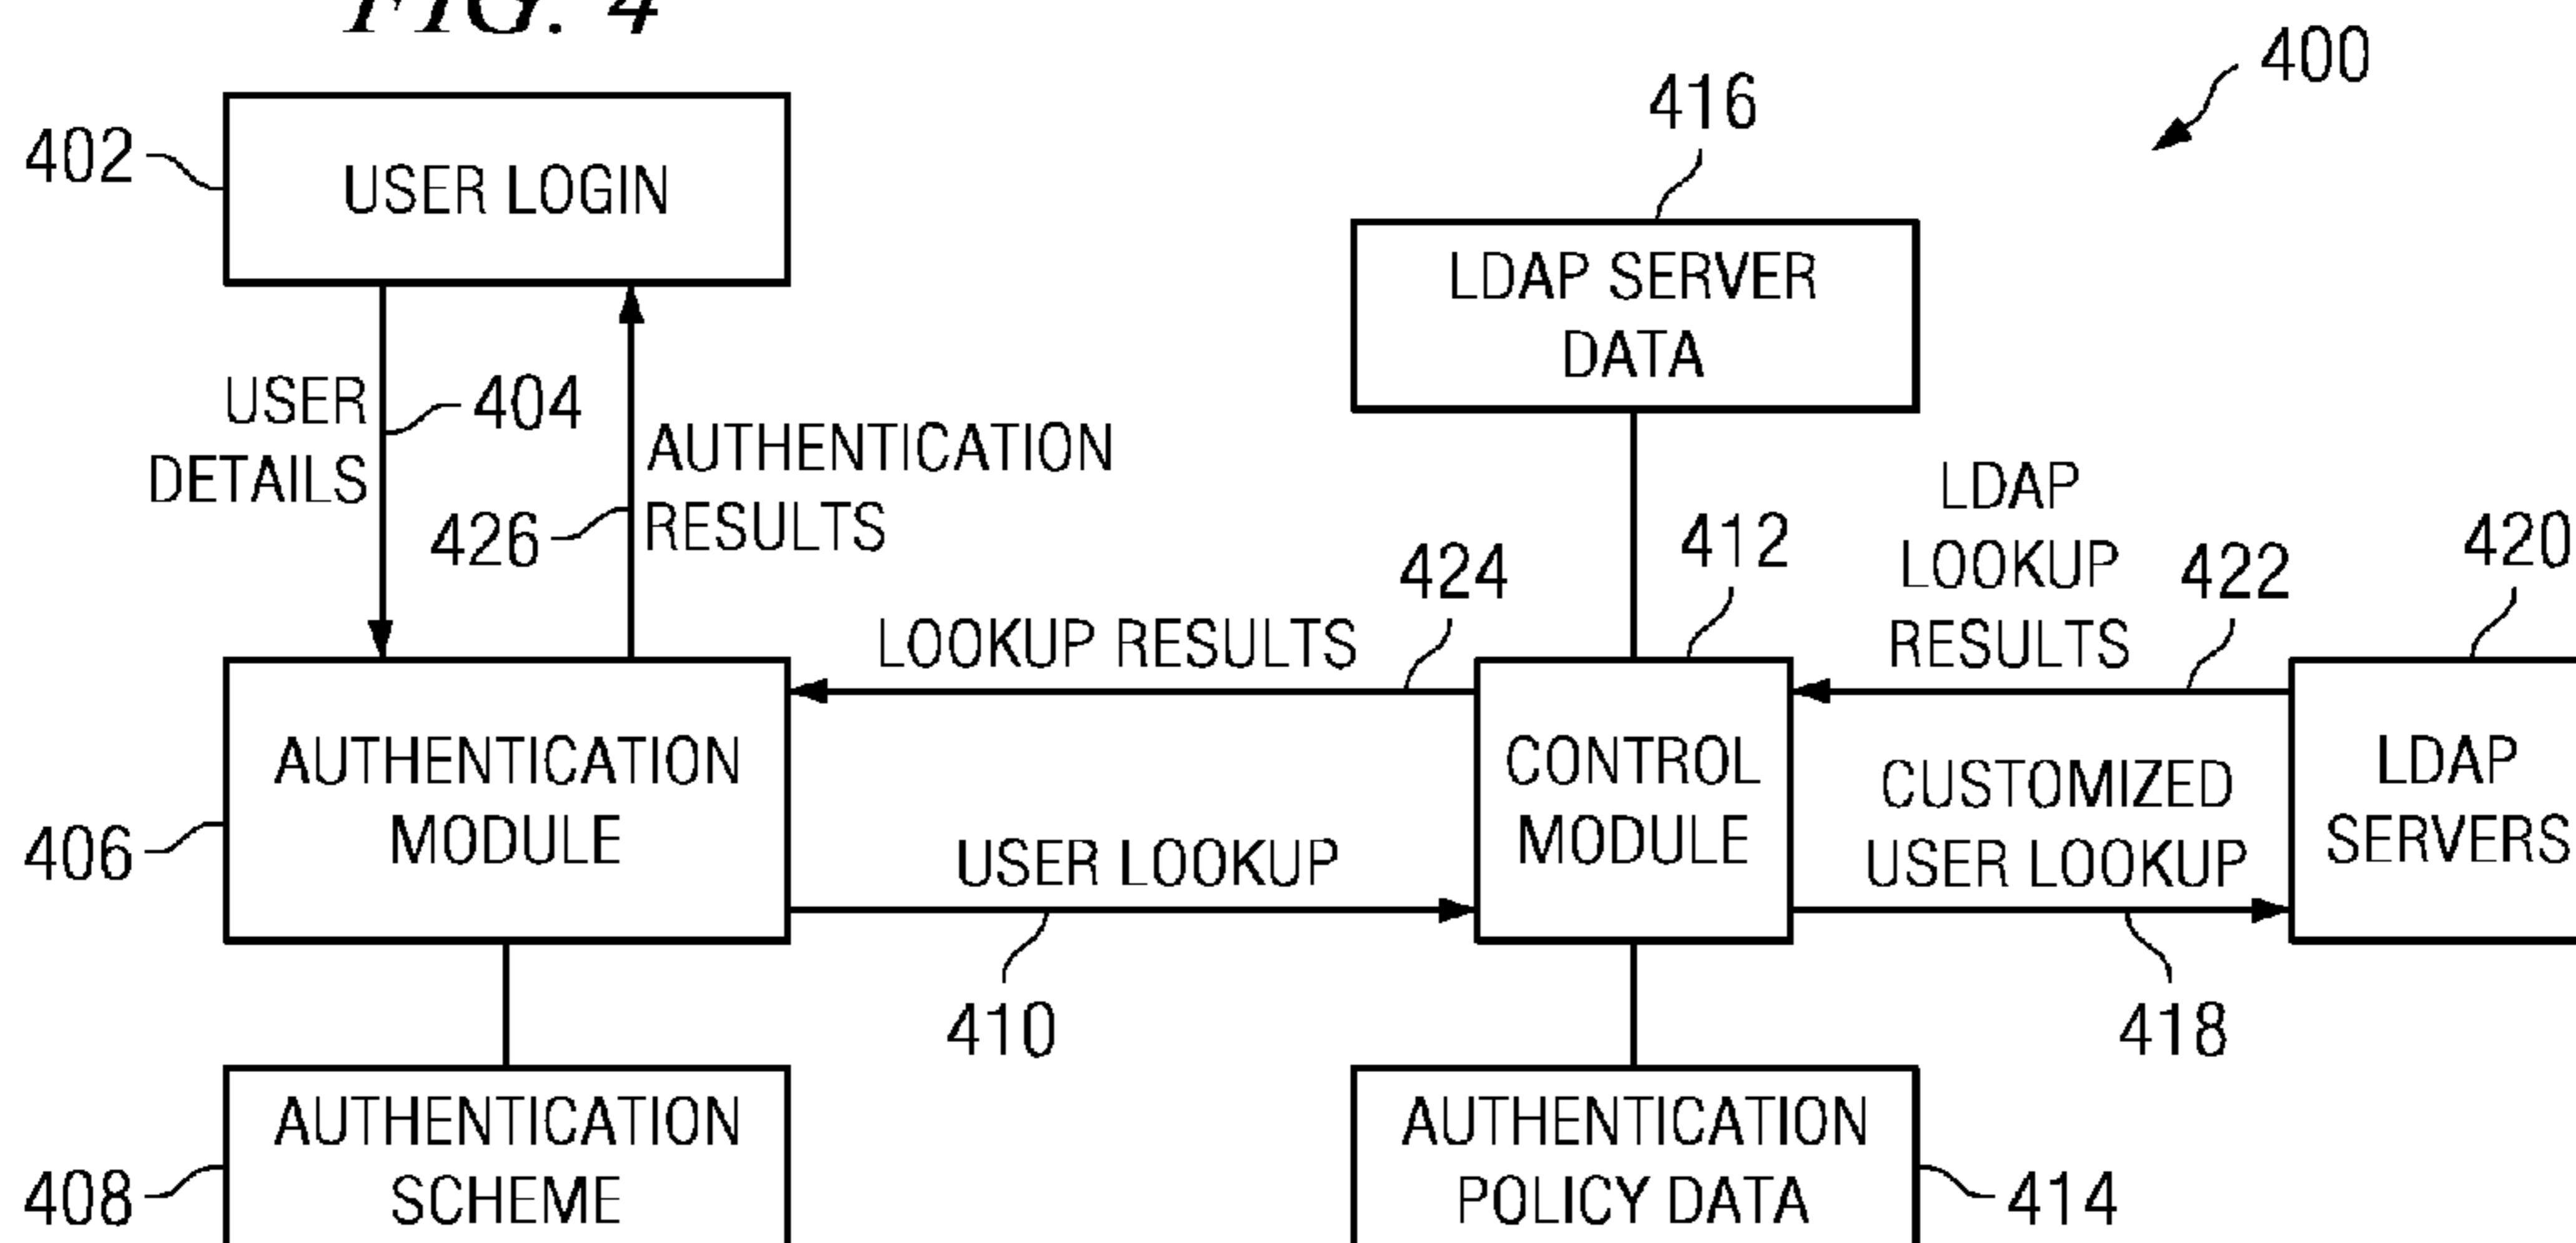 FIG. 4
400
402
USER LOGIN
416
LDAP SERVER
DATA
USER
DETAILS
404
AUTHENTICATION
RESULTS
426
LOOKUP RESULTS
424
412
LDAP
LOOKUP
RESULTS
422
420
406
AUTHENTICATION
MODULE
USER LOOKUP
410
CONTROL
MODULE
CUSTOMIZED
USER LOOKUP
418
LDAP
SERVERS
408
AUTHENTICATION
SCHEME
AUTHENTICATION
POLICY DATA
414